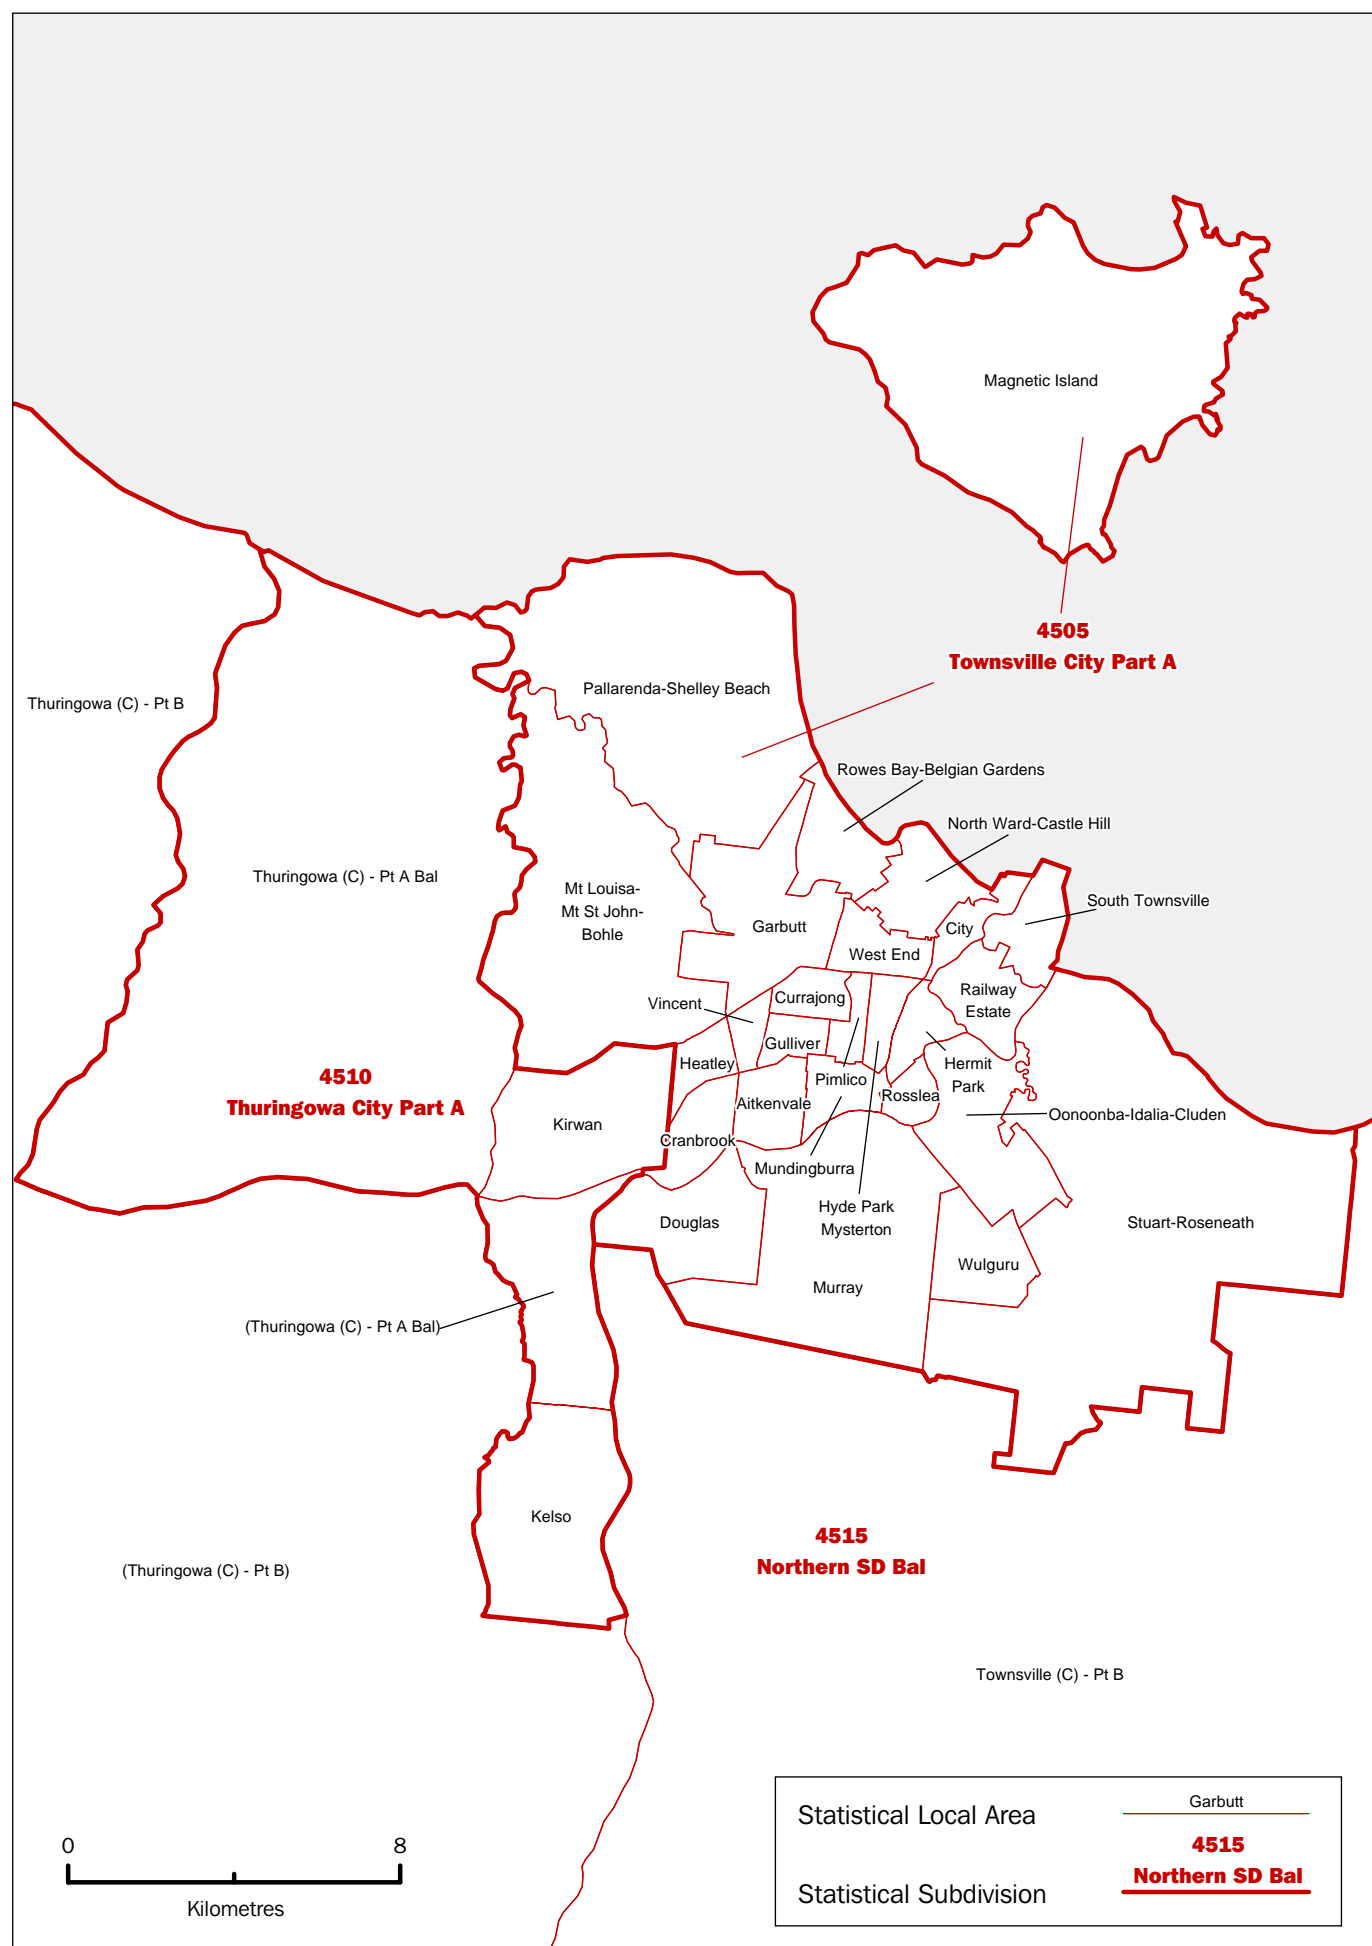 Magnetic Island
4505
Townsville City Part A
Pallarenda-Shelley Beach
Thuringowa (C) - Pt B
Rowes Bay-Belgian Gardens
North Ward-Castle Hill
Thuringowa (C) - Pt A Bal
Mt Louisa-
Mt St John-
Bohle
South Townsville
Garbutt
City
West End
Railway
Estate
Vincent
Currajong
Gulliver
Heatley
Hermit
Park
4510
Thuringowa City Part A
Pimlico
Rosslea
Aitkenvale
Oonoonba-Idalia-Cluden
Kirwan
Cranbrook
Mundingburra
Hyde Park
Mysterton
Douglas
Stuart-Roseneath
Wulguru
Murray
(Thuringowa (C) - Pt A Bal)
Kelso
4515
Northern SD Bal
(Thuringowa (C) - Pt B)
Townsville (C) - Pt B
Statistical Local Area
Garbutt
4515
Northern SD Bal
Statistical Subdivision
0 8
Kilometres